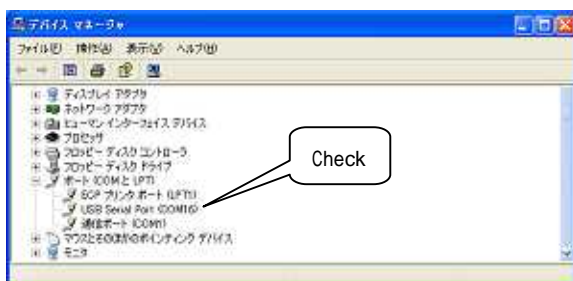 デバイス マネージャ
ファイル(F) 操作(A) 表示(V) ヘルプ(H)
ディスプレイ アダプタ
ネットワーク アダプタ
ヒューマン インターフェイス デバイス
プロセッサ
フロッピー ディスク コントローラ
フロッピー ディスク ドライブ
ポート (COM と LPT)
ECP プリンタ ポート (LPT1)
USB Serial Port (COM16)
通信ポート (COM1)
マウスとそのほかのポインティング デバイス
モニタ
Check